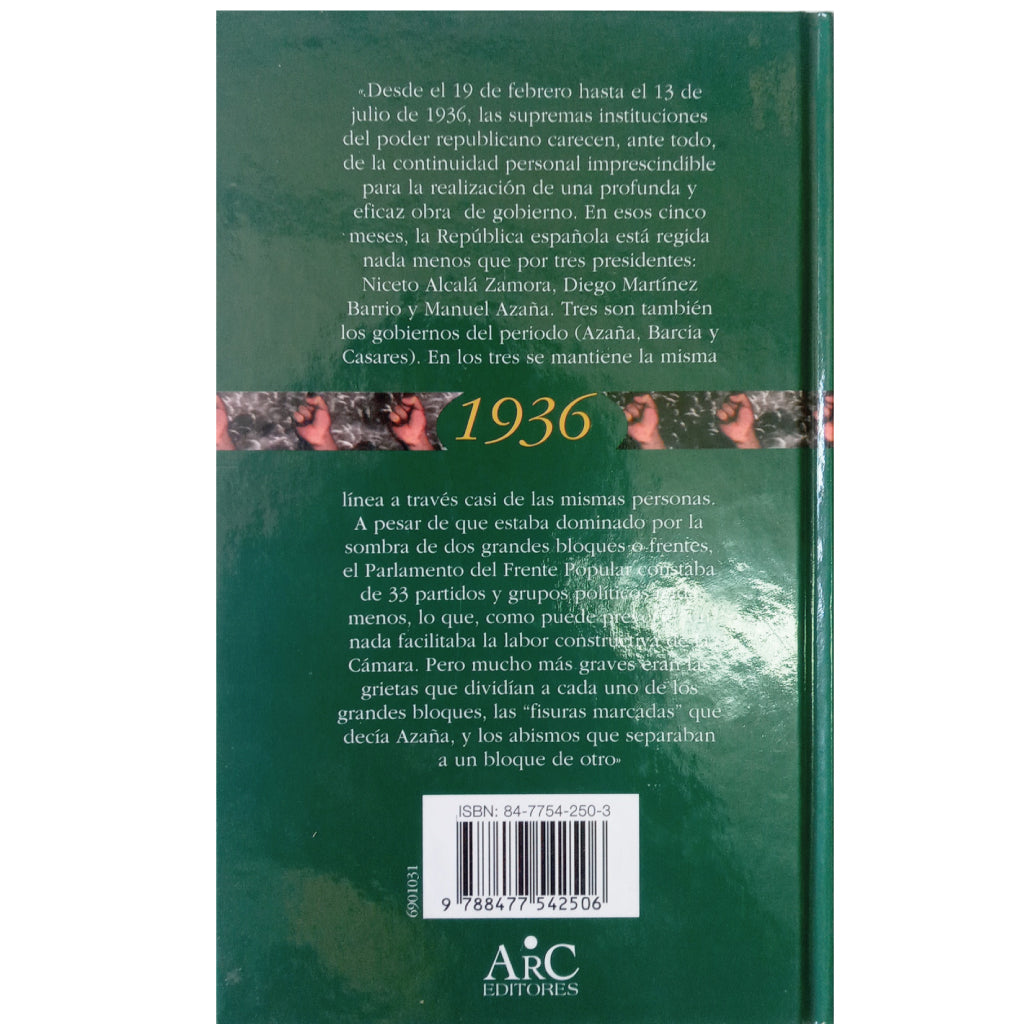 «.Desde el 19 de febrero hasta el 13 de
julio de 1936, las supremas instituciones
del poder republicano carecen, ante todo,
de la continuidad personal imprescindible
para la realización de una profunda y
eficaz obra de gobierno. En esos cinco
meses, la República española está regida
nada menos que por tres presidentes:
Niceto Alcalá Zamora, Diego Martínez
Barrio y Manuel Azaña. Tres son también
los gobiernos del periodo (Azaña, Barcia y
Casares). En los tres se mantiene la misma
1936
línea a través casi de las mismas personas.
A pesar de que estaba dominado por la
sombra de dos grandes bloques o frentes,
el Parlamento del Frente Popular constaba
de 33 partidos y grupos políticos
menos, lo que, como puede
nada facilitaba la labor constructiva
Cámara. Pero mucho más graves eran las
grietas que dividían a cada uno de los
grandes bloques, las “fisuras marcadas” que
decía Azaña, y los abismos que separaban
a un bloque de otro»
ISBN: 84-7754-250-3
6901031
9 788477 542506
ARC
EDITORES